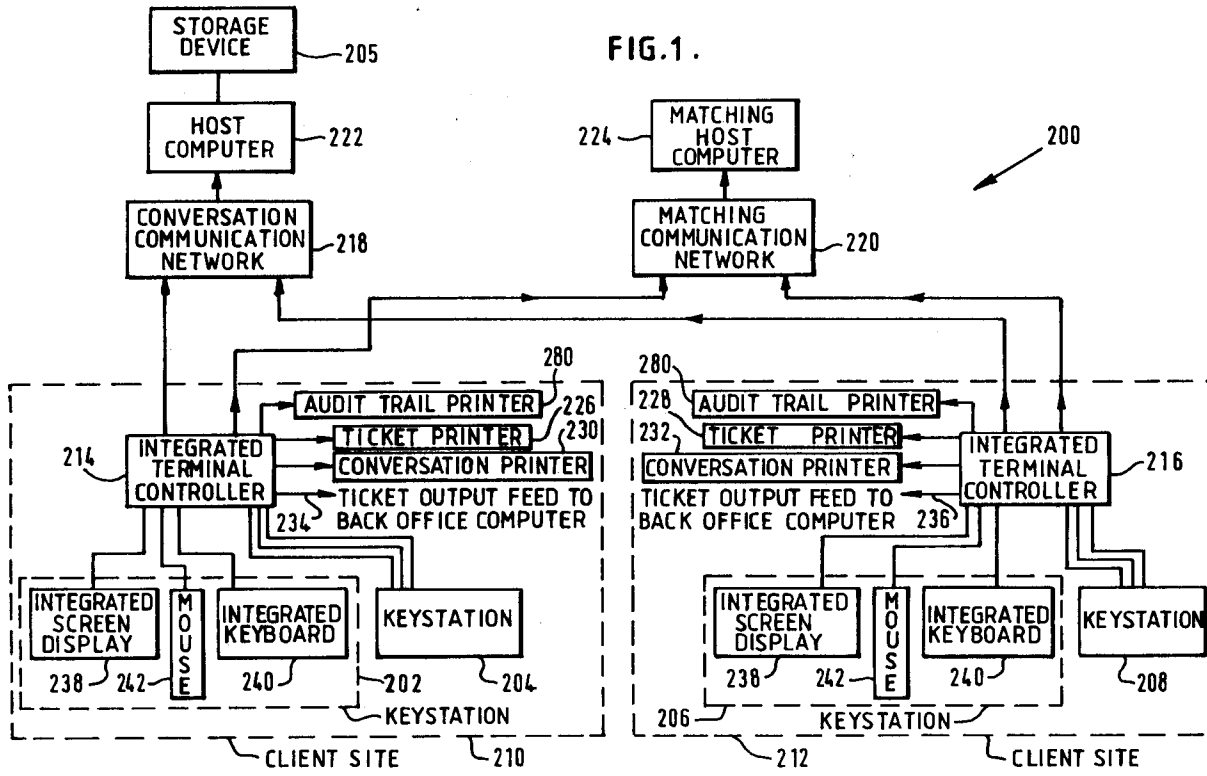 FIG.1.
STORAGE
DEVICE
205
HOST
COMPUTER
222
MATCHING
HOST
COMPUTER
224
200
CONVERSATION
COMMUNICATION
NETWORK
218
MATCHING
COMMUNICATION
NETWORK
220
280
AUDIT TRAIL PRINTER
226
TICKET PRINTER
230
CONVERSATION PRINTER
214
INTEGRATED
TERMINAL
CONTROLLER
234
TICKET OUTPUT FEED TO
BACK OFFICE COMPUTER
INTEGRATED
SCREEN
DISPLAY
238
MOUSE
242
INTEGRATED
KEYBOARD
240
202
KEYSTATION
204
KEYSTATION
CLIENT SITE
210
280
AUDIT TRAIL PRINTER
228
TICKET PRINTER
232
CONVERSATION PRINTER
INTEGRATED
TERMINAL
CONTROLLER
216
TICKET OUTPUT FEED TO
BACK OFFICE COMPUTER
236
INTEGRATED
SCREEN
DISPLAY
238
MOUSE
242
INTEGRATED
KEYBOARD
240
KEYSTATION
208
206
KEYSTATION
212
CLIENT SITE